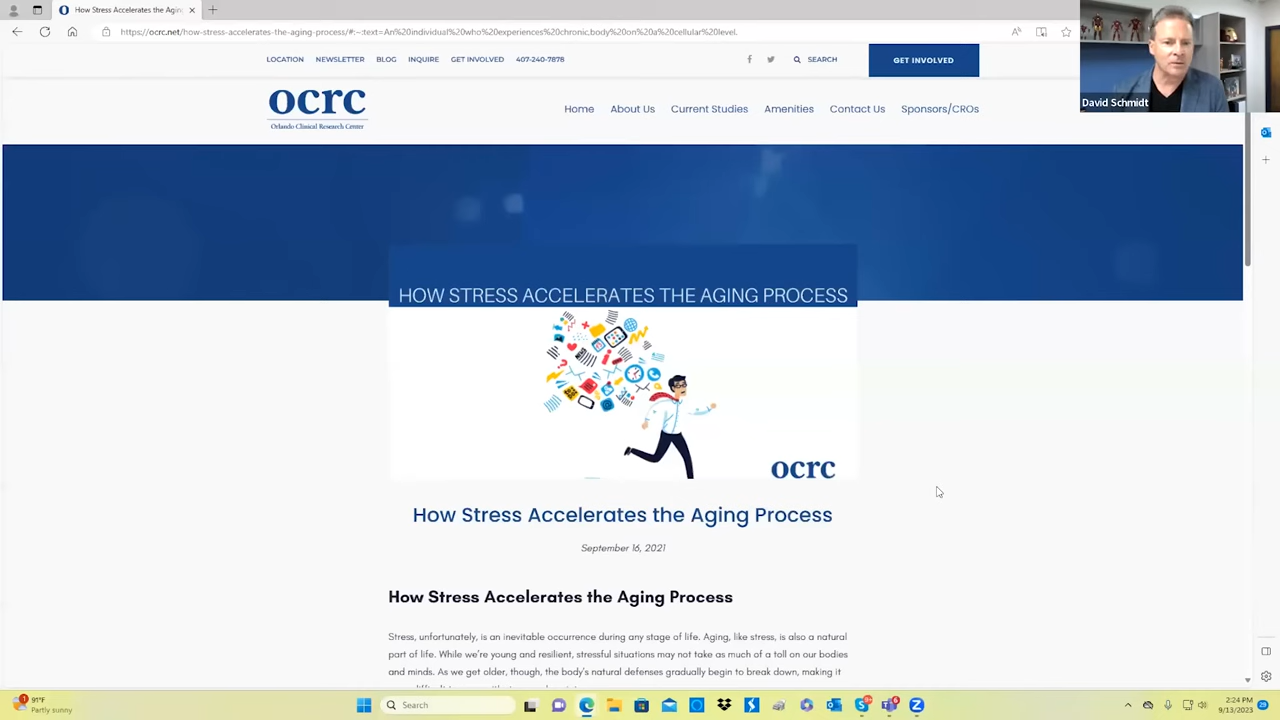 How Stress Accelerates the Aging
https://ocrc.net/how-stress-accelerates-the-aging-process/#:~:text=An%20individual%20who%20experiences%20chronic,body%20on%20a%20cellular%20level.
LOCATION NEWSLETTER BLOG INQUIRE GET INVOLVED 407-240-7878 SEARCH GET INVOLVED
David Schmidt
ocrc
Orlando Clinical Research Center
Home About Us Current Studies Amenities Contact Us Sponsors/CROs
HOW STRESS ACCELERATES THE AGING PROCESS
ocrc
How Stress Accelerates the Aging Process
September 16, 2021
How Stress Accelerates the Aging Process
Stress, unfortunately, is an inevitable occurrence during any stage of life. Aging, like stress, is also a natural
part of life. While we're young and resilient, stressful situations may not take as much of a toll on our bodies
and minds. As we get older, though, the body's natural defenses gradually begin to break down, making it
91°F
Partly sunny
Search
2:24 PM
9/13/2023